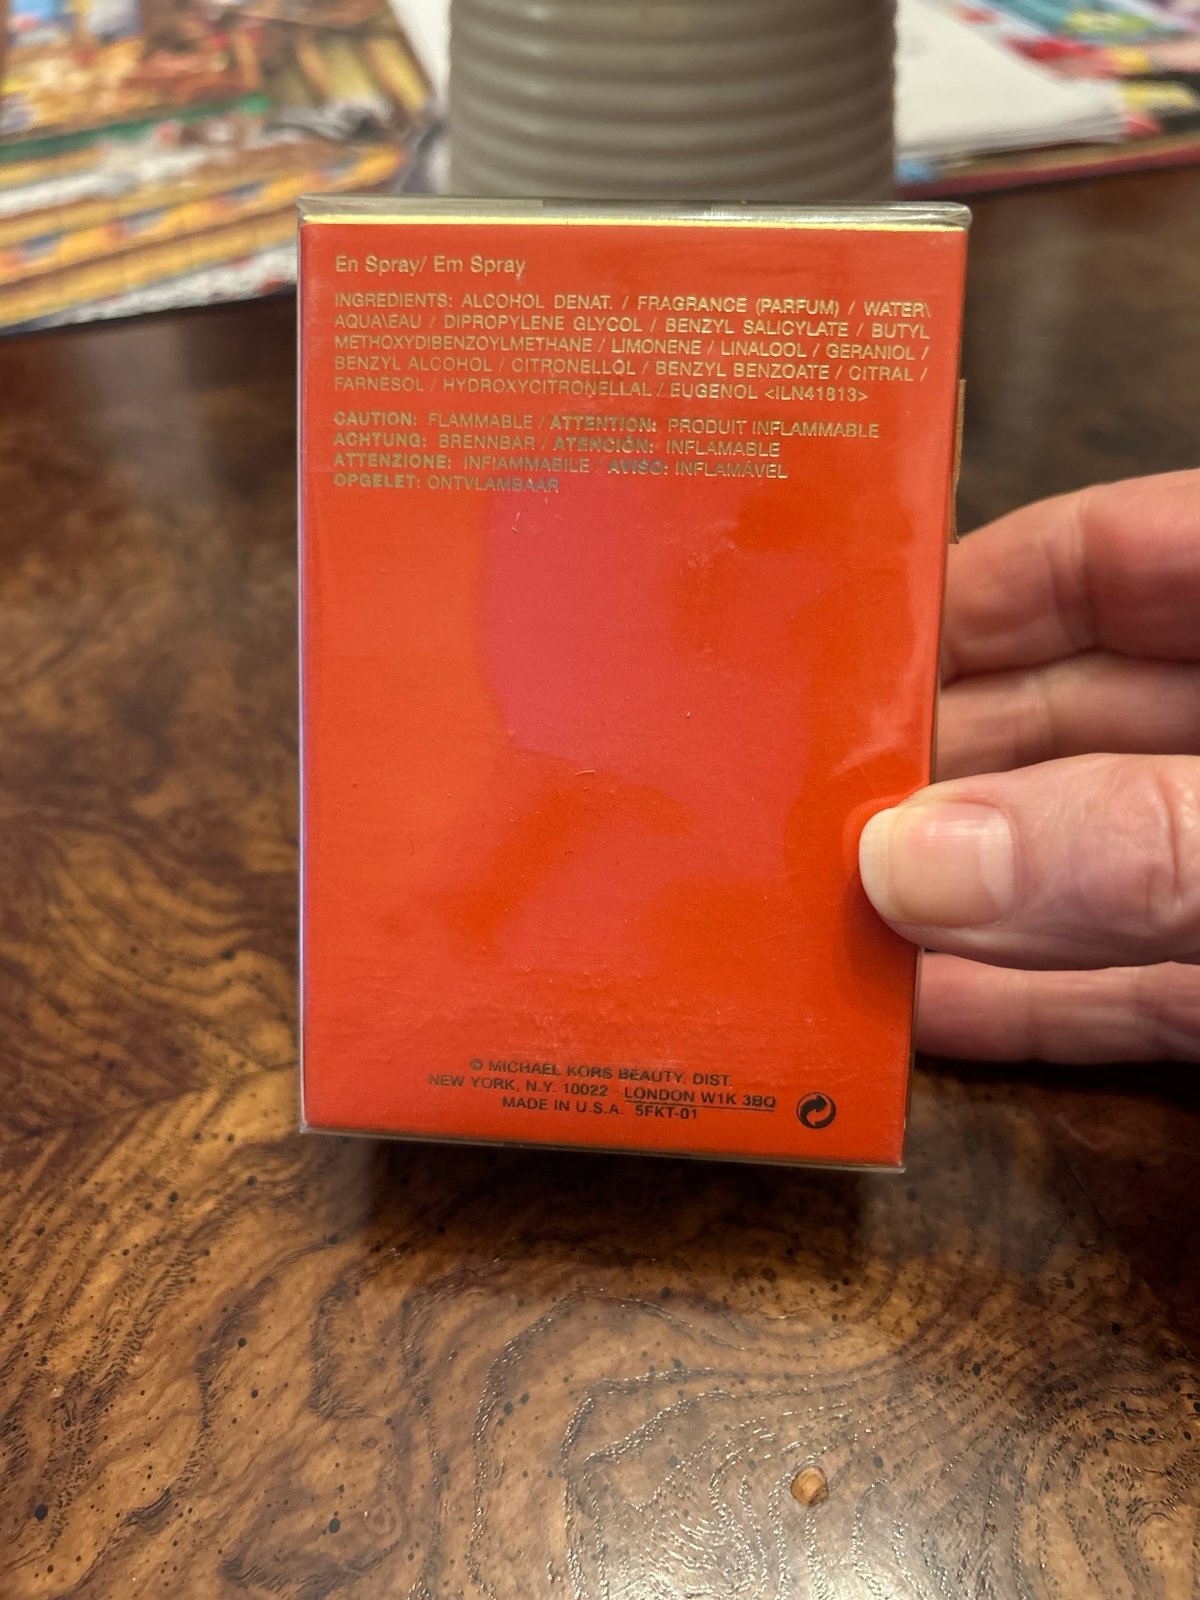 En Spray/ Em Spray
INGREDIENTS: ALCOHOL DENAT. / FRAGRANCE (PARFUM) / WATER\
AQUA\EAU / DIPROPYLENE GLYCOL / BENZYL SALICYLATE / BUTYL
METHOXYDIBENZOYLMETHANE / LIMONENE / LINALOOL / GERANIOL /
BENZYL ALCOHOL / CITRONELLOL / BENZYL BENZOATE / CITRAL /
FARNESOL / HYDROXYCITRONELLAL / EUGENOL <ILN41813>
CAUTION: FLAMMABLE / ATTENTION: PRODUIT INFLAMMABLE
ACHTUNG: BRENNBAR / ATENCIÓN: INFLAMABLE
ATTENZIONE: INFIAMMABILE / AVISO: INFLAMÁVEL
OPGELET: ONTVLAMBAAR
© MICHAEL KORS BEAUTY, DIST.
NEW YORK, N.Y. 10022 - LONDON W1K 3BQ
MADE IN U.S.A. 5FKT-01